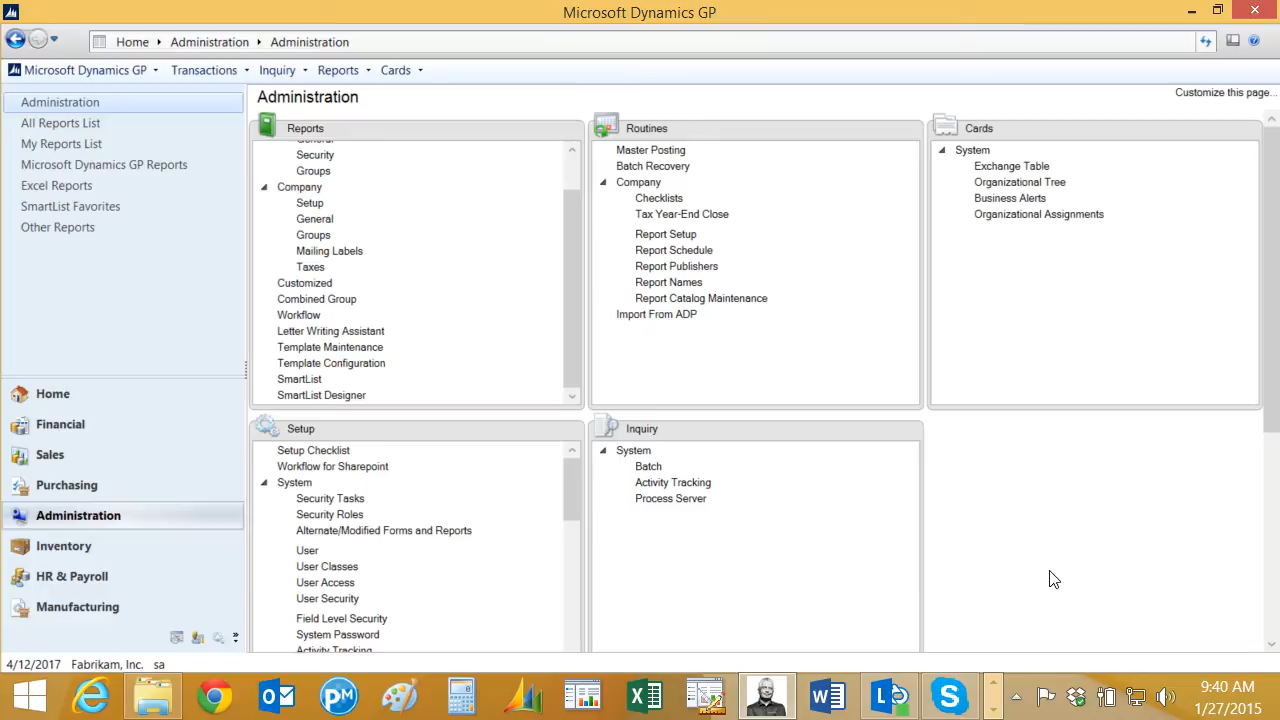 Microsoft Dynamics GP
Home Administration Administration
Microsoft Dynamics GP Transactions Inquiry Reports Cards
Administration
All Reports List
My Reports List
Microsoft Dynamics GP Reports
Excel Reports
SmartList Favorites
Other Reports
Home
Financial
Sales
Purchasing
Administration
Inventory
HR & Payroll
Manufacturing
Administration
Customize this page...
Reports
General
Security
Groups
Company
Setup
General
Groups
Mailing Labels
Taxes
Customized
Combined Group
Workflow
Letter Writing Assistant
Template Maintenance
Template Configuration
SmartList
SmartList Designer
Routines
Master Posting
Batch Recovery
Company
Checklists
Tax Year-End Close
Report Setup
Report Schedule
Report Publishers
Report Names
Report Catalog Maintenance
Import From ADP
Cards
System
Exchange Table
Organizational Tree
Business Alerts
Organizational Assignments
Setup
Setup Checklist
Workflow for Sharepoint
System
Security Tasks
Security Roles
Alternate/Modified Forms and Reports
User
User Classes
User Access
User Security
Field Level Security
System Password
Activity Tracking
Inquiry
System
Batch
Activity Tracking
Process Server
4/12/2017 Fabrikam, Inc. sa
9:40 AM
1/27/2015